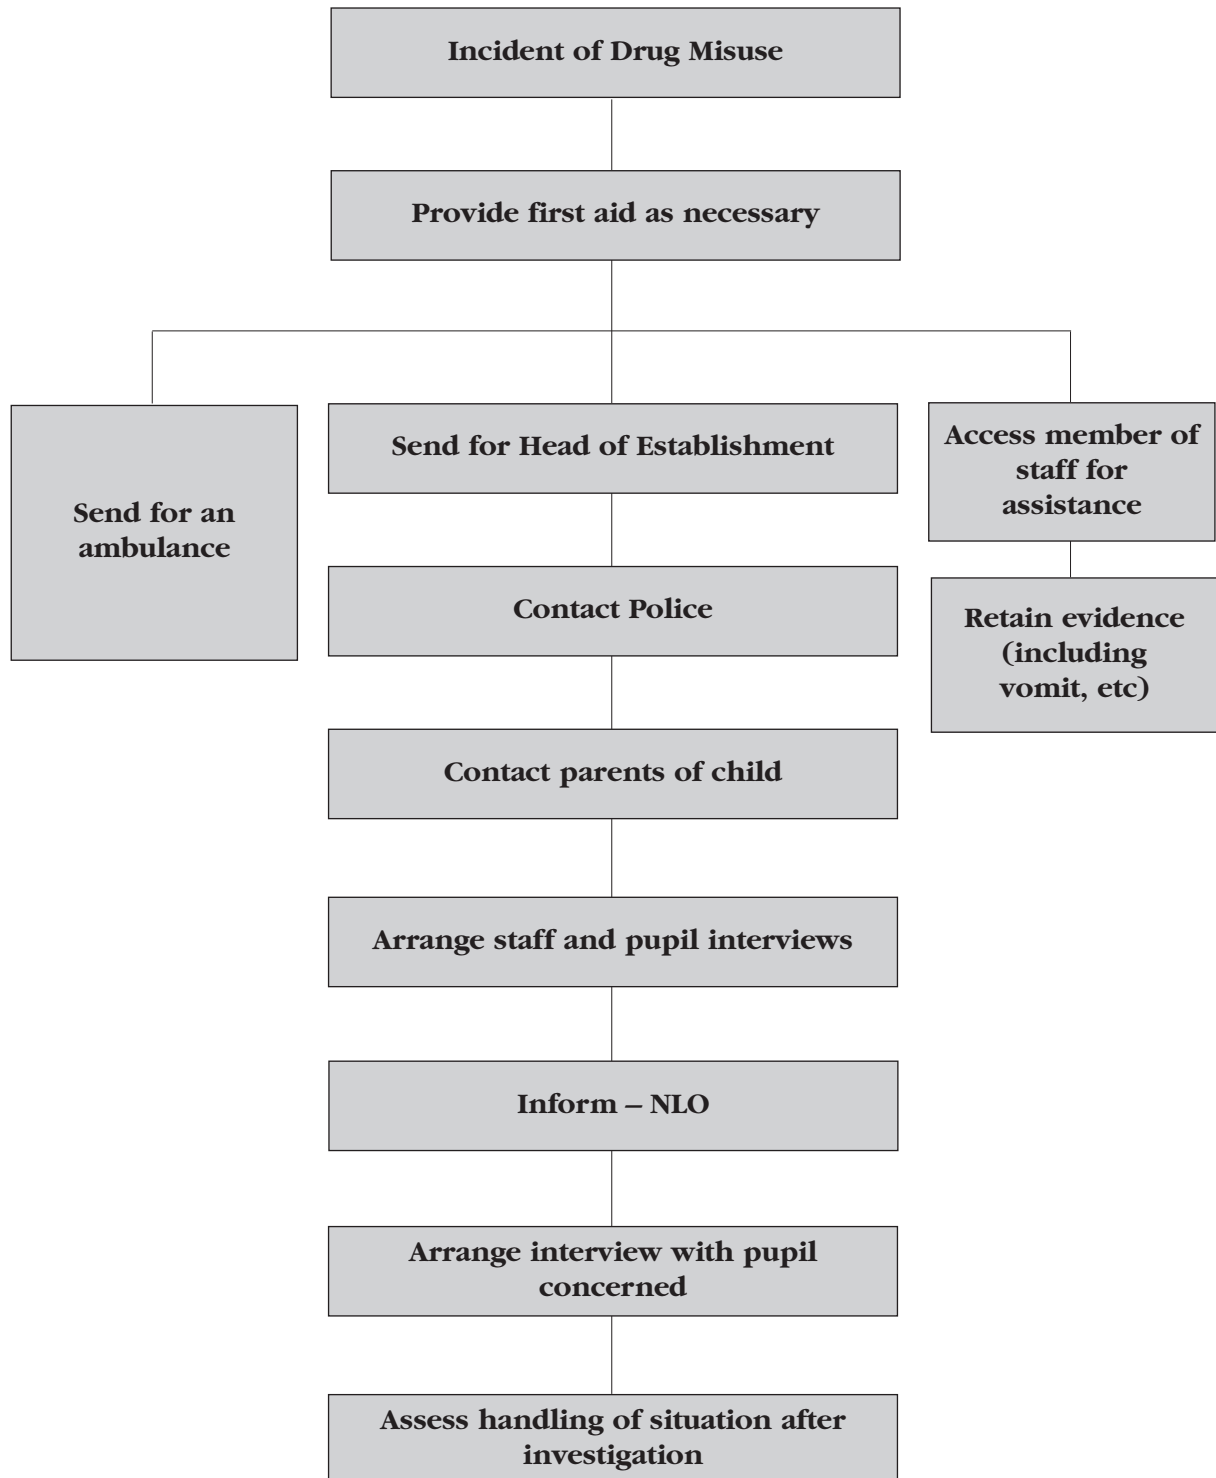 Incident of Drug Misuse
Provide first aid as necessary
Send for an
ambulance
Send for Head of Establishment
Access member of
staff for
assistance
Contact Police
Retain evidence
(including
vomit, etc)
Contact parents of child
Arrange staff and pupil interviews
Inform – NLO
Arrange interview with pupil
concerned
Assess handling of situation after
investigation